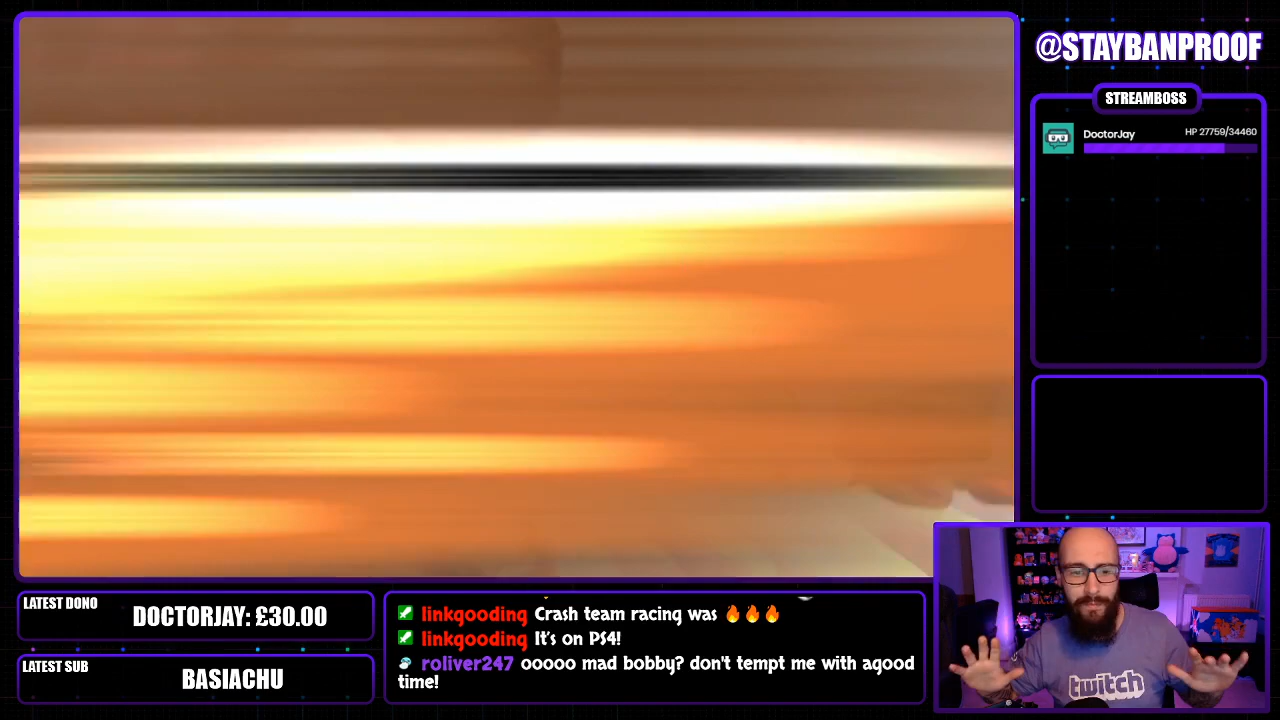 @STAYBANPROOF
STREAMBOSS
DoctorJay HP 27759/34460
LATEST DONO
DOCTORJAY: £30.00
LATEST SUB
BASIACHU
linkgooding Crash team racing was 🔥🔥🔥
linkgooding It's on PS4!
roliver247 ooooo mad bobby? don't tempt me with agood
time!
twitch